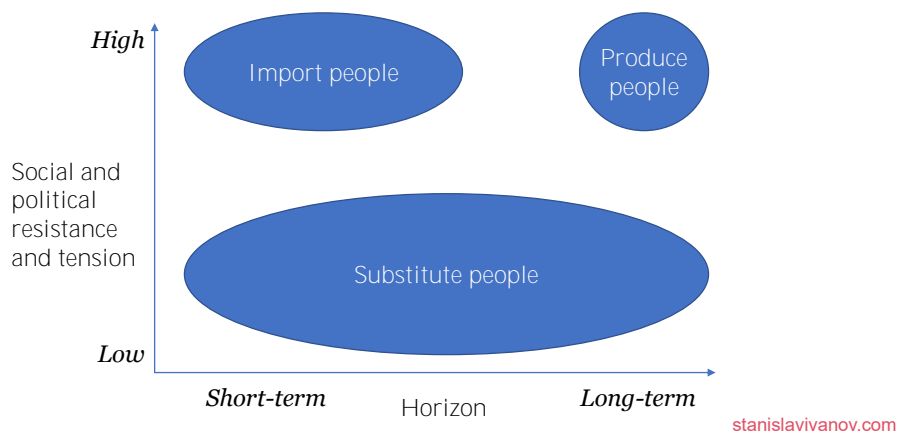 High
Import people
Produce
people
Social and
political
resistance
and tension
Substitute people
Low
Short-term
Horizon
Long-term
stanislavivanov.com